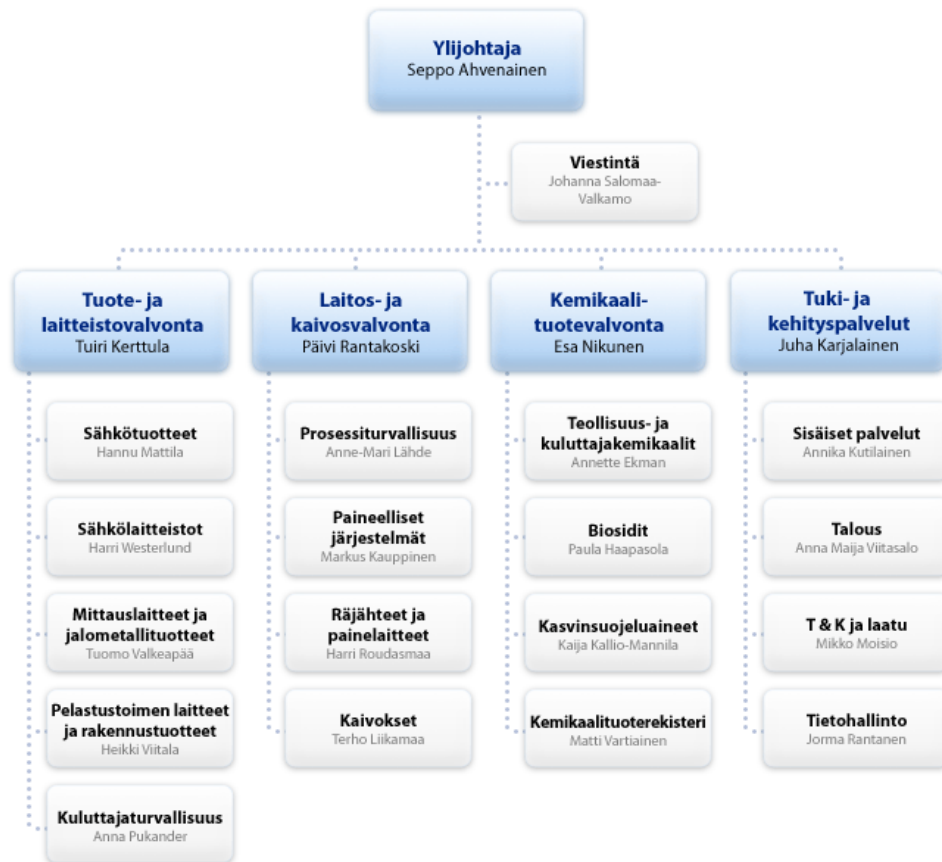 Ylijohtaja
Seppo Ahvenainen
Viestintä
Johanna Salomaa-
Valkamo
Tuote- ja
laitteistovalvonta
Tuiri Kerttula
Sähkötuotteet
Hannu Mattila
Sähkölaitteistot
Harri Westerlund
Mittauslaitteet ja
jalometallituotteet
Tuomo Valkeapää
Pelastustoimen laitteet
ja rakennustuotteet
Heikki Viitala
Kuluttajaturvallisuus
Anna Pukander
Laitos- ja
kaivosvalvonta
Päivi Rantakoski
Prosessiturvallisuus
Anne-Mari Lähde
Paineelliset
järjestelmät
Markus Kauppinen
Räjähteet ja
painelaitteet
Harri Roudasmaa
Kaivokset
Terho Liikamaa
Kemikaali-
tuotevalvonta
Esa Nikunen
Teollisuus- ja
kuluttajakemikaalit
Annette Ekman
Biosidit
Paula Haapasola
Kasvinsuojeluaineet
Kaija Kallio-Mannila
Kemikaalituoterekisteri
Matti Vartiainen
Tuki- ja
kehityspalvelut
Juha Karjalainen
Sisäiset palvelut
Annika Kutilainen
Talous
Anna Maija Viitasalo
T & K ja laatu
Mikko Moisio
Tietohallinto
Jorma Rantanen